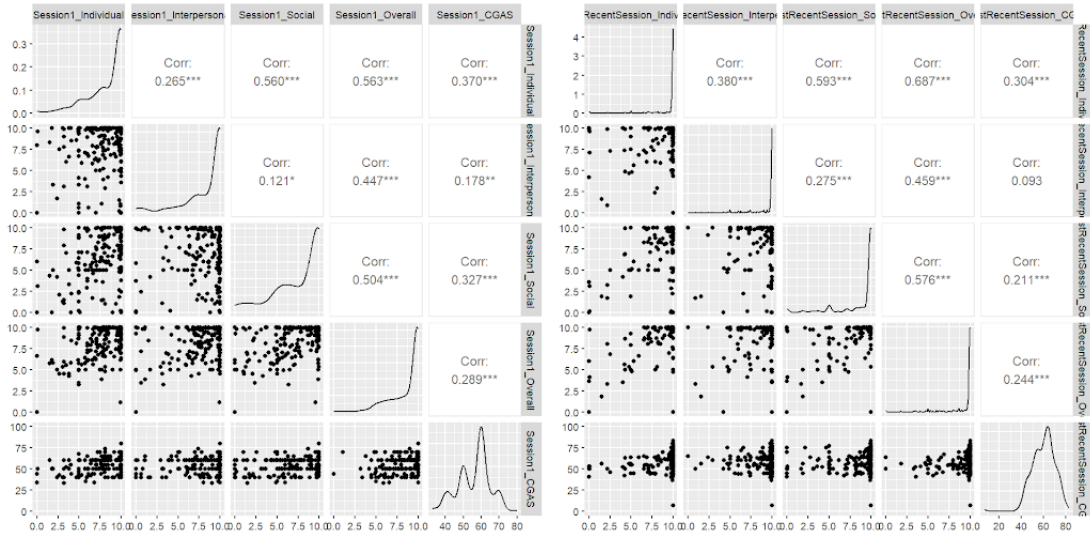 Session1_Individual
ession1_Interpersona
Session1_Social
Session1_Overall
Session1_CGAS
0.3
0.2
0.1
0.0
Corr:
0.265***
Corr:
0.560***
Corr:
0.563***
Corr:
0.370***
Session1_Individual
10.0
7.5
5.0
2.5
0.0
Corr:
0.121*
Corr:
0.447***
Corr:
0.178**
ession1_Interperson
10.0
7.5
5.0
2.5
0.0
Corr:
0.504***
Corr:
0.327***
Session1_Social
10.0
7.5
5.0
2.5
0.0
Corr:
0.289***
Session1_Overall
100
75
50
25
0
Session1_CGAS
0.0 2.5 5.0 7.5 10.0
0.0 2.5 5.0 7.5 10.0
0.0 2.5 5.0 7.5 10.0
0.0 2.5 5.0 7.5 10.0
40 50 60 70 80
RecentSession_Indiv
ecentSession_Interpe
stRecentSession_So
tRecentSession_Ove
stRecentSession_CG
4
3
2
1
0
Corr:
0.380***
Corr:
0.593***
Corr:
0.687***
Corr:
0.304***
RecentSession_Indiv
10.0
7.5
5.0
2.5
0.0
Corr:
0.275***
Corr:
0.459***
Corr:
0.093
ecentSession_Interp
10.0
7.5
5.0
2.5
0.0
Corr:
0.576***
Corr:
0.211***
stRecentSession_So
10.0
7.5
5.0
2.5
0.0
Corr:
0.244***
tRecentSession_Ov
100
75
50
25
0
stRecentSession_CG
0.0 2.5 5.0 7.5 10.0
0.0 2.5 5.0 7.5 10.0
0.0 2.5 5.0 7.5 10.0
0.0 2.5 5.0 7.5 10.0
20 40 60 80